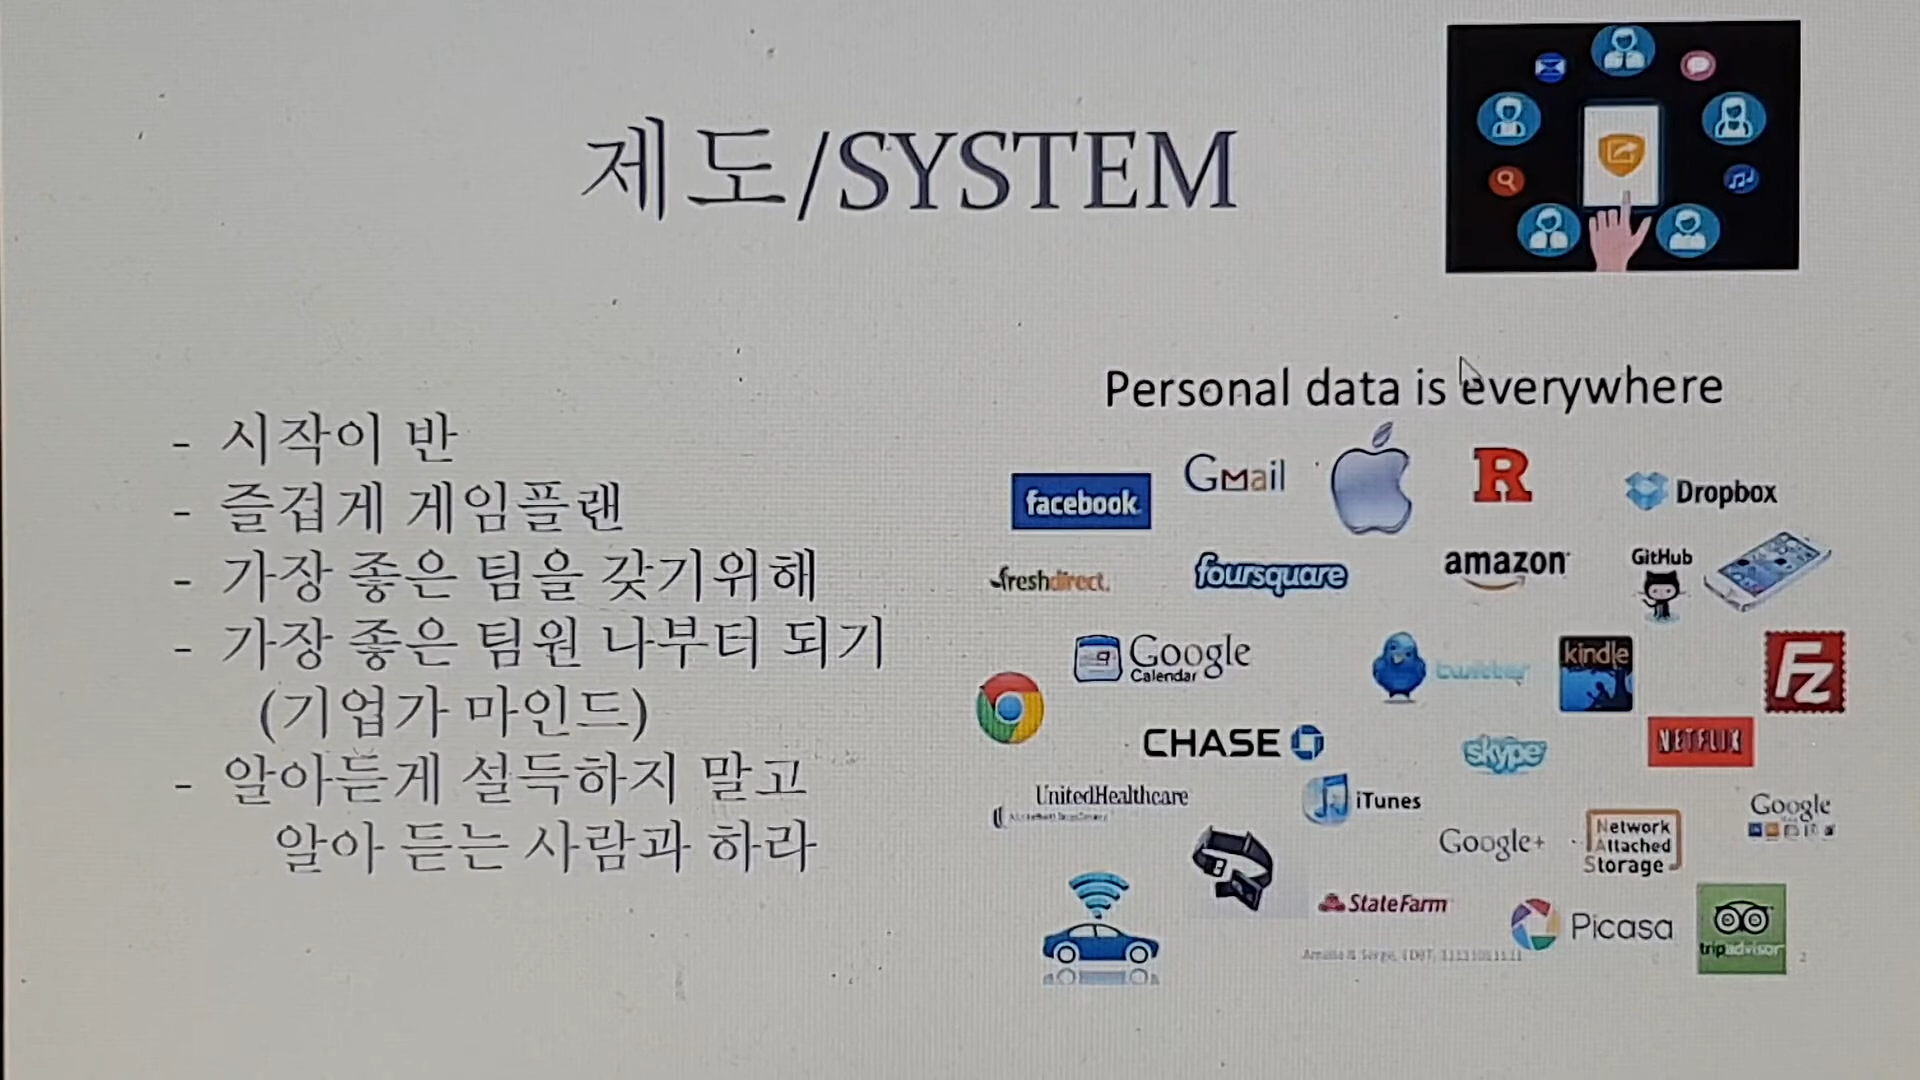 제도/SYSTEM
- 시작이 반
- 즐겁게 게임플랜
- 가장 좋은 팀을 갖기위해
- 가장 좋은 팀원 나부터 되기
(기업가 마인드)
- 알아듣게 설득하지 말고
알아 듣는 사람과 하라
Personal data is everywhere
facebook
Gmail
R
Dropbox
freshdirect.
foursquare
amazon
GitHub
9
Google
Calendar
twitter
kindle
FZ
CHASE
skype
NETFLIX
UnitedHealthcare
iTunes
Google+
Network
Attached
Storage
Google
StateFarm
Picasa
tripadvisor
2